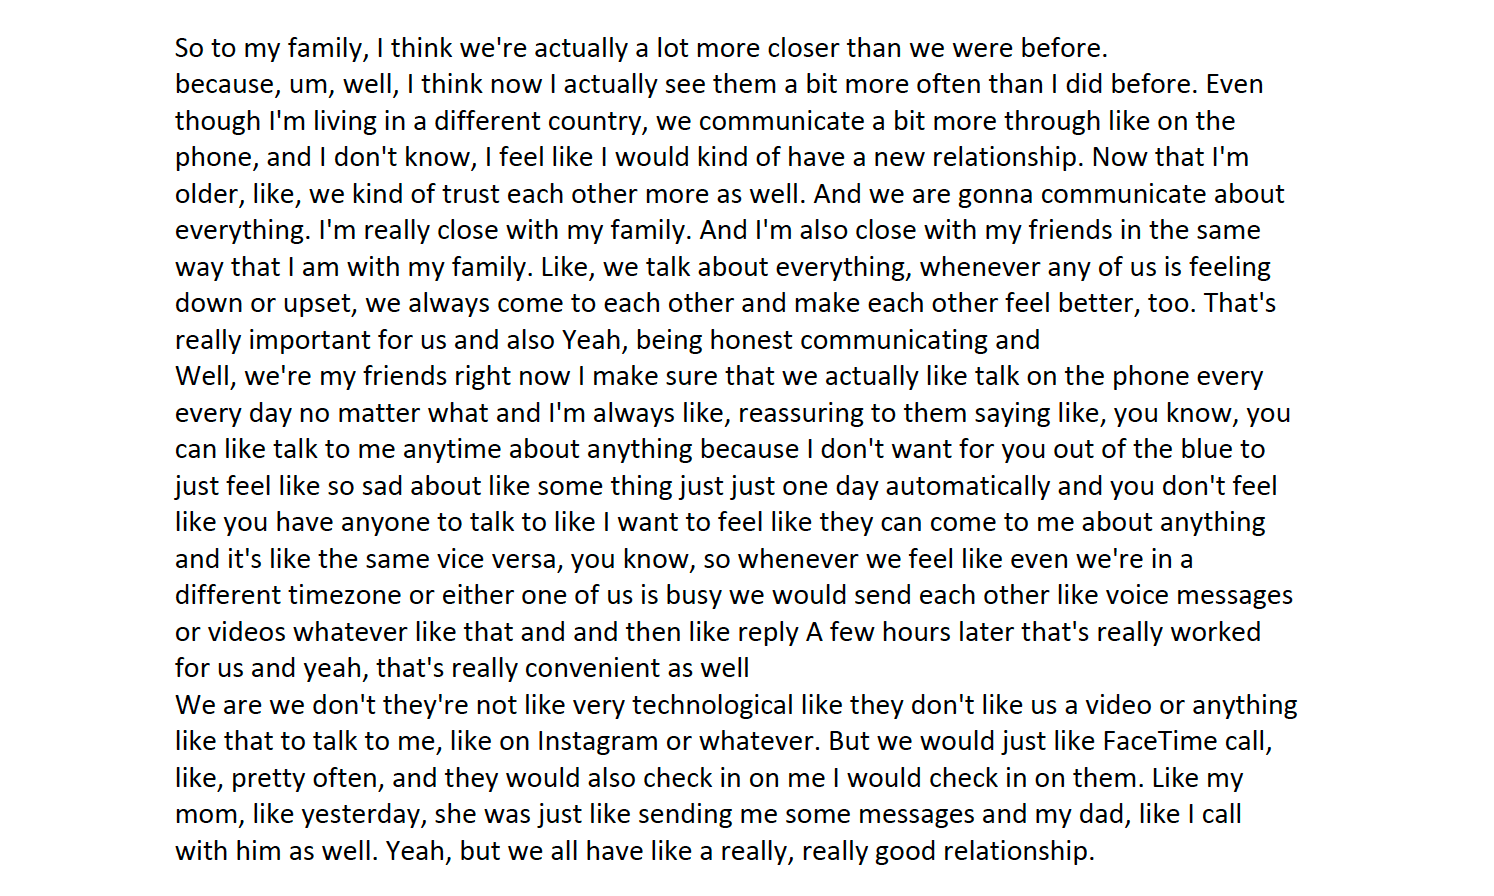 So to my family, I think we're actually a lot more closer than we were before.
because, um, well, I think now I actually see them a bit more often than I did before. Even
though I'm living in a different country, we communicate a bit more through like on the
phone, and I don't know, I feel like I would kind of have a new relationship. Now that I'm
older, like, we kind of trust each other more as well. And we are gonna communicate about
everything. I'm really close with my family. And I'm also close with my friends in the same
way that I am with my family. Like, we talk about everything, whenever any of us is feeling
down or upset, we always come to each other and make each other feel better, too. That's
really important for us and also Yeah, being honest communicating and
Well, we're my friends right now I make sure that we actually like talk on the phone every
every day no matter what and I'm always like, reassuring to them saying like, you know, you
can like talk to me anytime about anything because I don't want for you out of the blue to
just feel like so sad about like some thing just just one day automatically and you don't feel
like you have anyone to talk to like I want to feel like they can come to me about anything
and it's like the same vice versa, you know, so whenever we feel like even we're in a
different timezone or either one of us is busy we would send each other like voice messages
or videos whatever like that and and then like reply A few hours later that's really worked
for us and yeah, that's really convenient as well
We are we don't they're not like very technological like they don't like us a video or anything
like that to talk to me, like on Instagram or whatever. But we would just like FaceTime call,
like, pretty often, and they would also check in on me I would check in on them. Like my
mom, like yesterday, she was just like sending me some messages and my dad, like I call
with him as well. Yeah, but we all have like a really, really good relationship.